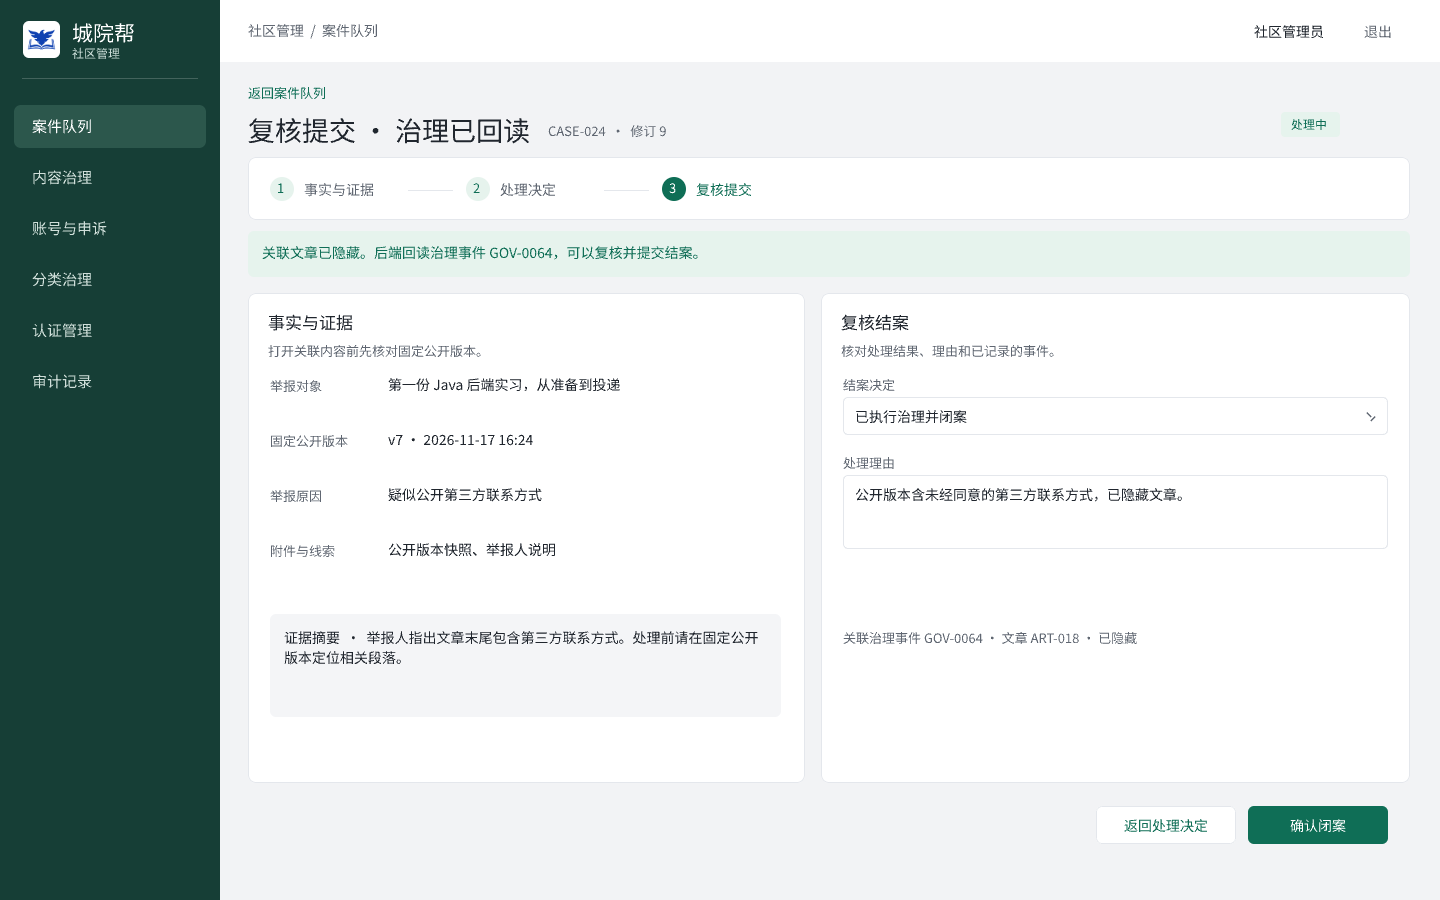 城院帮
社区管理
案件队列
内容治理
账号与申诉
分类治理
认证管理
审计记录
社区管理 / 案件队列
社区管理员
退出
返回案件队列
复核提交 · 治理已回读
CASE-024 · 修订 9
处理中
1 事实与证据
2 处理决定
3 复核提交
关联文章已隐藏。后端回读治理事件 GOV-0064，可以复核并提交结案。
事实与证据
打开关联内容前先核对固定公开版本。
举报对象 第一份 Java 后端实习，从准备到投递
固定公开版本 v7 · 2026-11-17 16:24
举报原因 疑似公开第三方联系方式
附件与线索 公开版本快照、举报人说明
证据摘要 · 举报人指出文章末尾包含第三方联系方式。处理前请在固定公开
版本定位相关段落。
复核结案
核对处理结果、理由和已记录的事件。
结案决定
已执行治理并闭案
处理理由
公开版本含未经同意的第三方联系方式，已隐藏文章。
关联治理事件 GOV-0064 · 文章 ART-018 · 已隐藏
返回处理决定
确认闭案